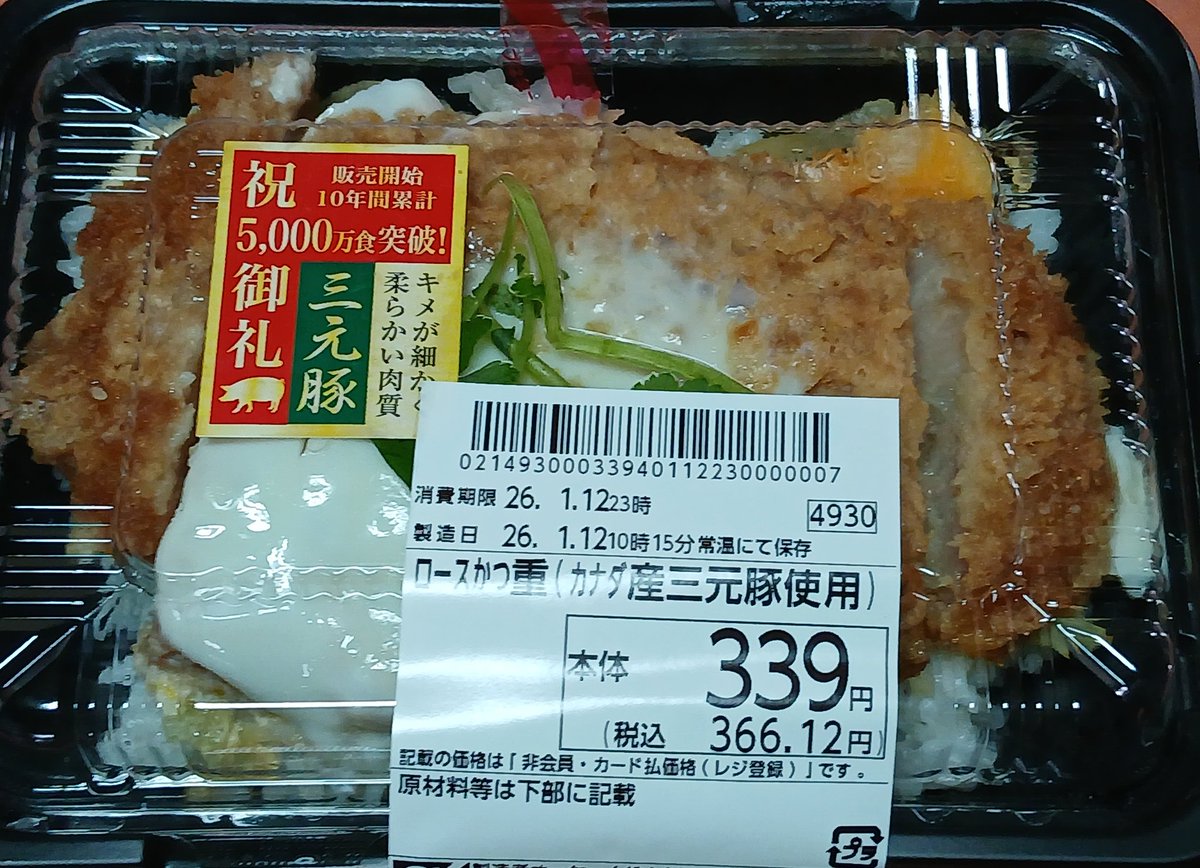 祝
販売開始
10年間累計
5,000万食突破!
御礼
三元豚
キメが細かく
柔らかい肉質
02149300033940112230000007
消費期限 26. 1.12 23時
4930
製造日 26. 1.12 10時15分 常温にて保存
ロースかつ重(カナダ産三元豚使用)
本体 339円
(税込 366.12円)
記載の価格は「非会員・カード払価格(レジ登録)」です。
原材料等は下部に記載
プラ